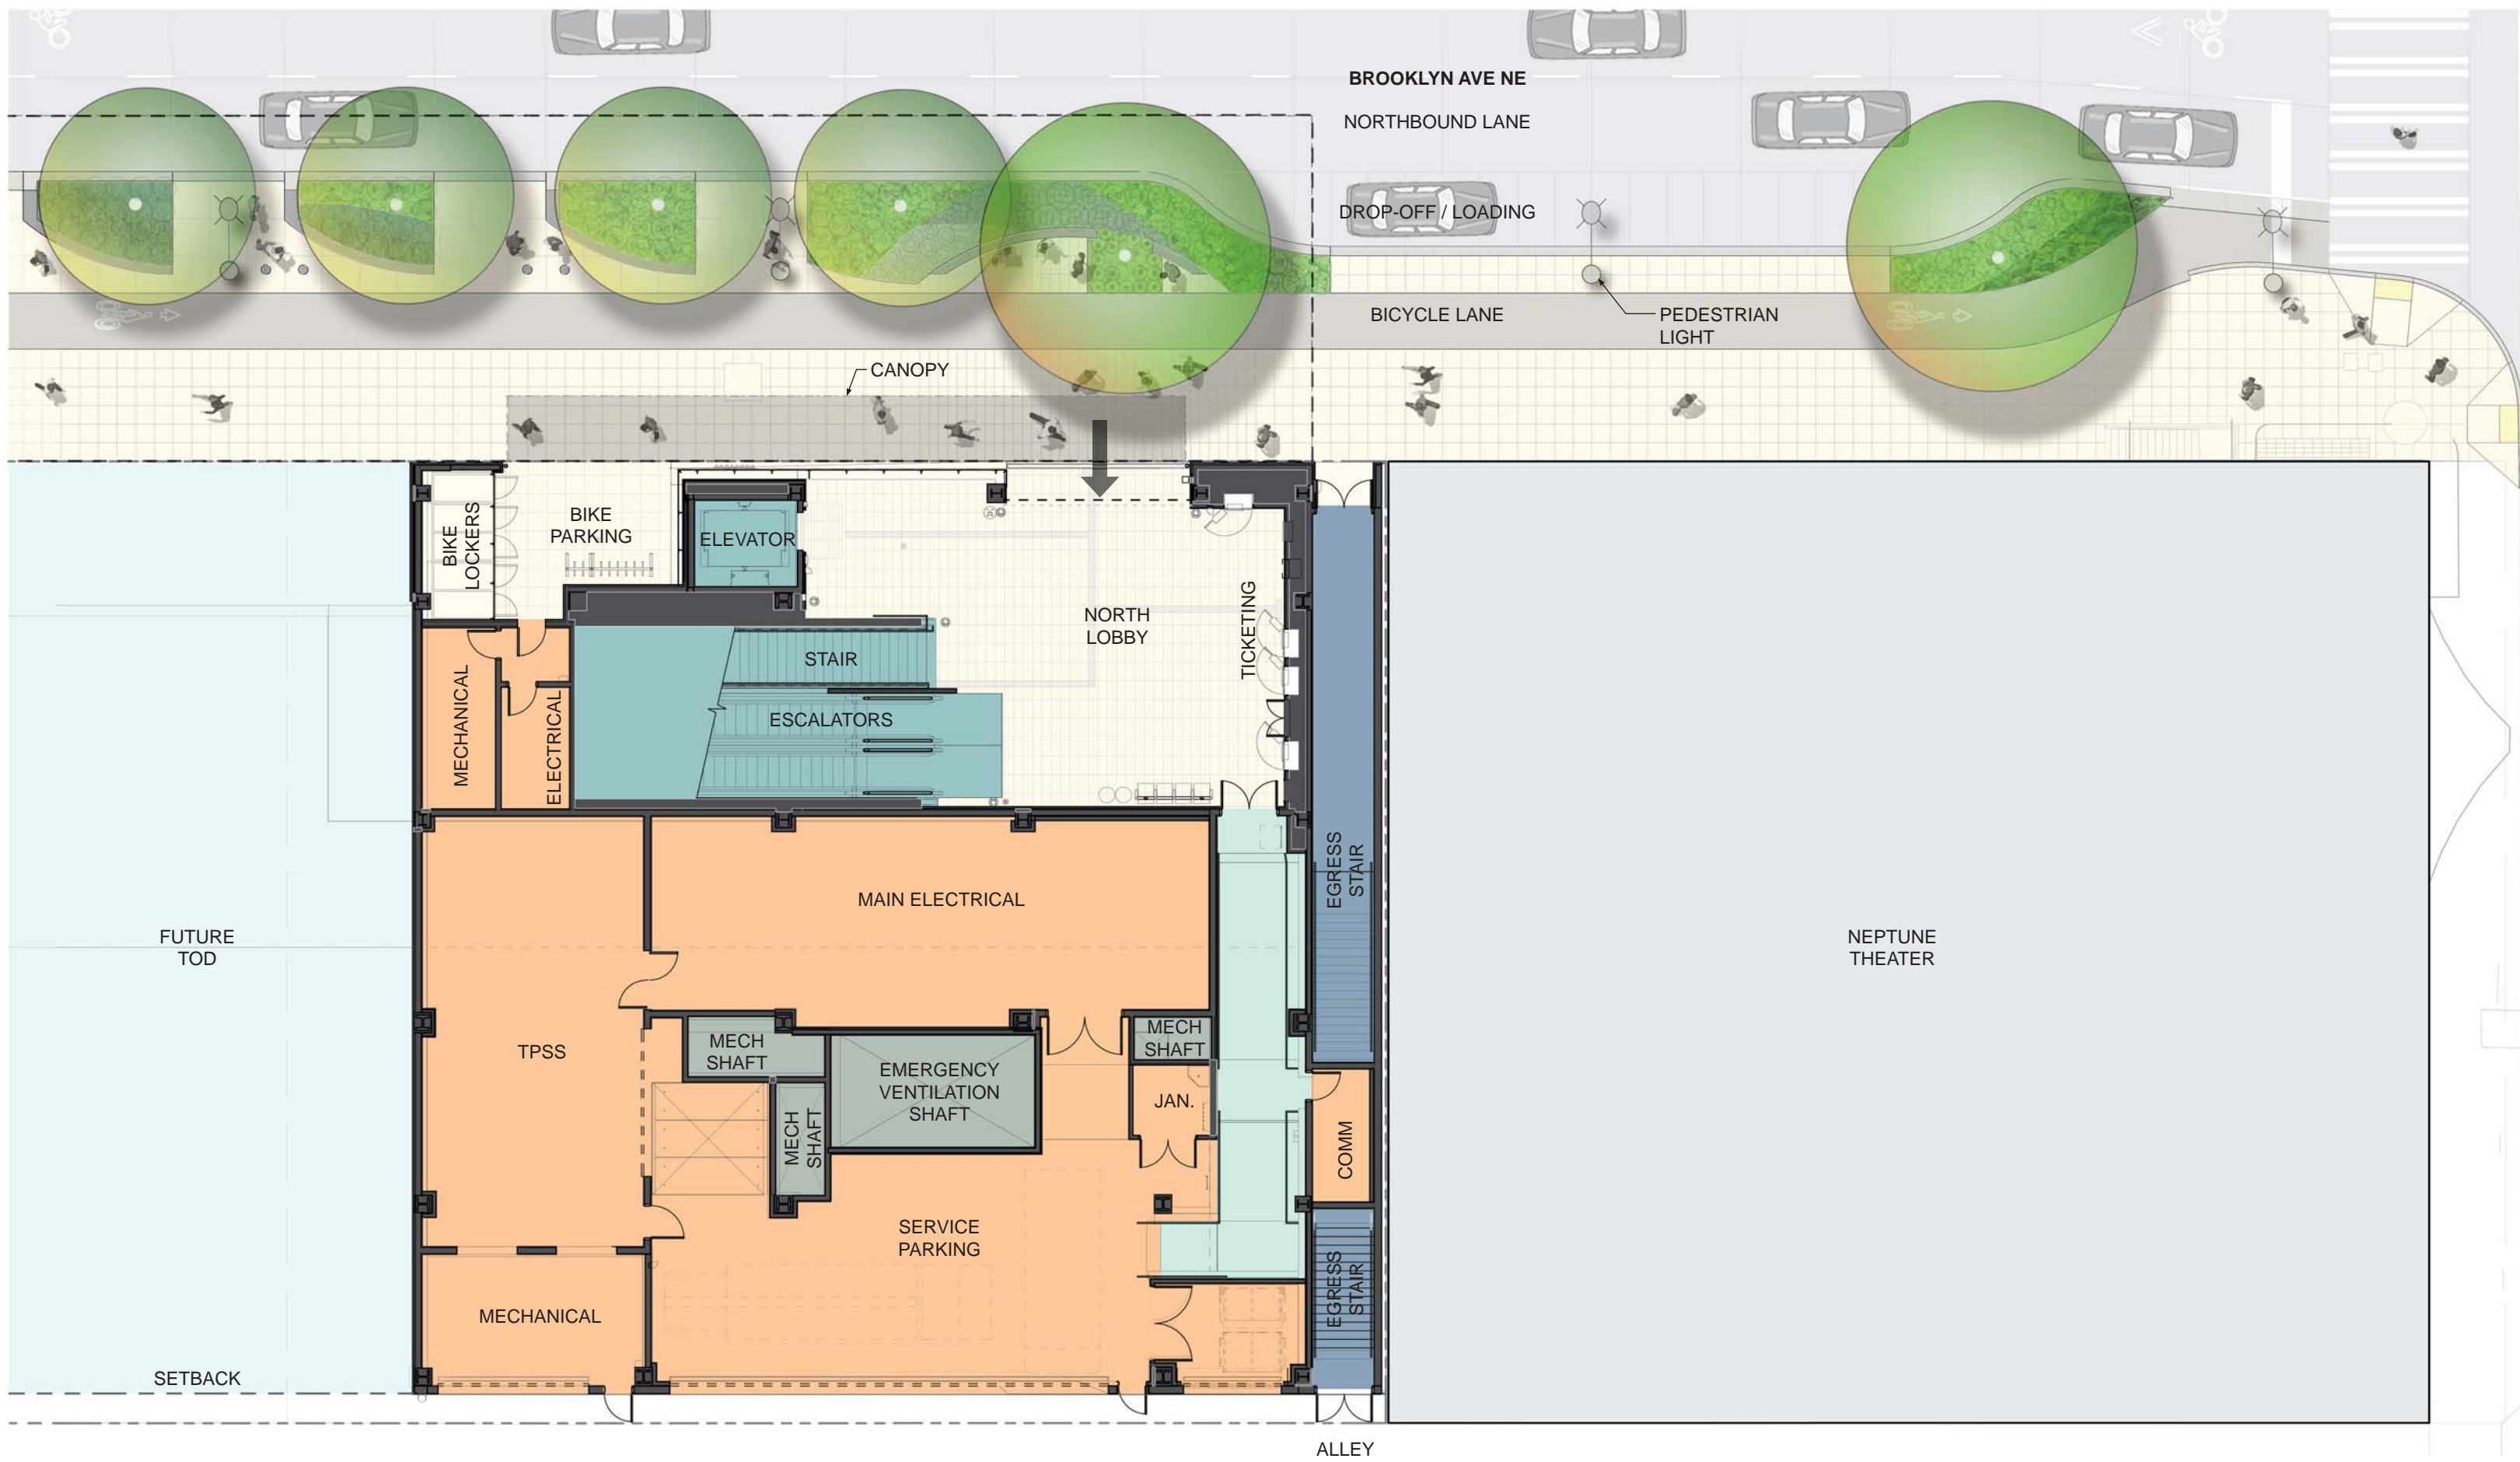 BROOKLYN AVE NE
NORTHBOUND LANE
DROP-OFF / LOADING
BICYCLE LANE
PEDESTRIAN
LIGHT
CANOPY
BIKE
LOCKERS
BIKE
PARKING
ELEVATOR
NORTH
LOBBY
TICKETING
STAIR
ESCALATORS
MECHANICAL
ELECTRICAL
MAIN ELECTRICAL
EGRESS
STAIR
FUTURE
TOD
NEPTUNE
THEATER
TPSS
MECH
SHAFT
EMERGENCY
VENTILATION
SHAFT
MECH
SHAFT
JAN.
MECH
SHAFT
COMM
SERVICE
PARKING
EGRESS
STAIR
MECHANICAL
SETBACK
ALLEY